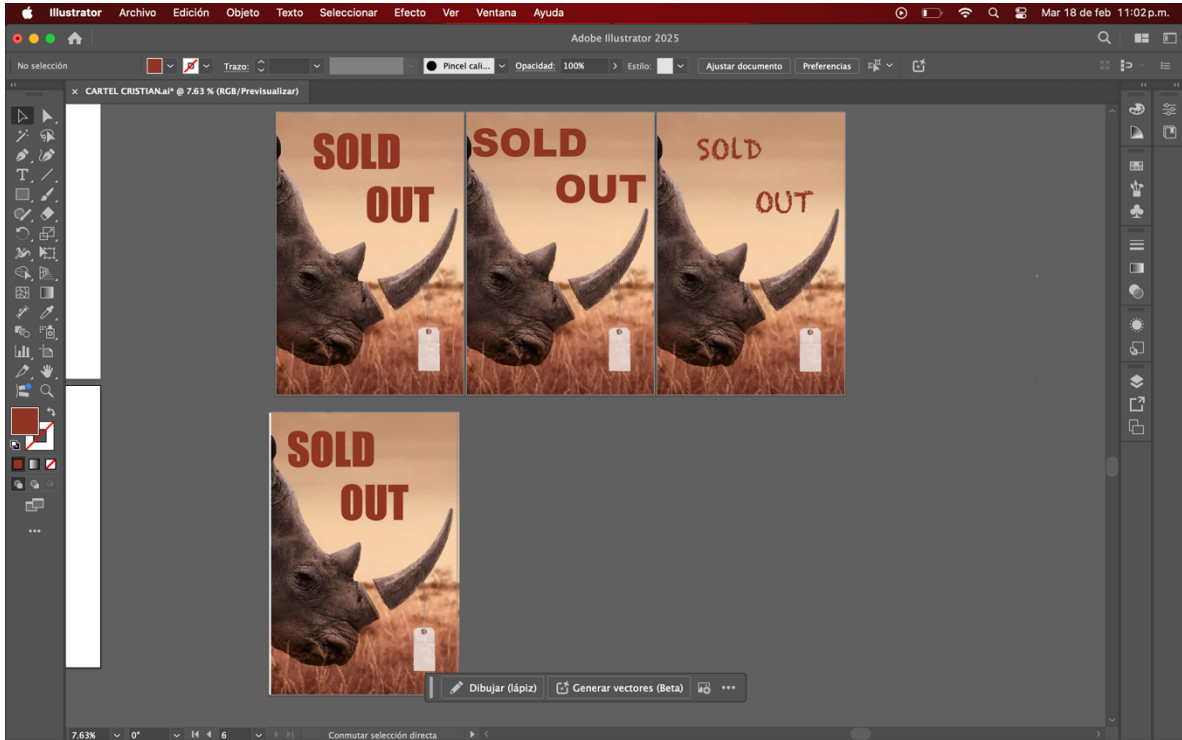 Illustrator Archivo Edición Objeto Texto Seleccionar Efecto Ver Ventana Ayuda Mar 18 de feb 11:02 p.m.
Adobe Illustrator 2025
No selección Trazo: Pincel cali... Opacidad: 100% Estilo: Ajustar documento Preferencias
× CARTEL CRISTIAN.ai* @ 7.63 % (RGB/Previsualizar)
SOLD
OUT
SOLD
OUT
SOLD
OUT
SOLD
OUT
Dibujar (lápiz) Generar vectores (Beta)
7.63% 0° 6 Conmutar selección directa